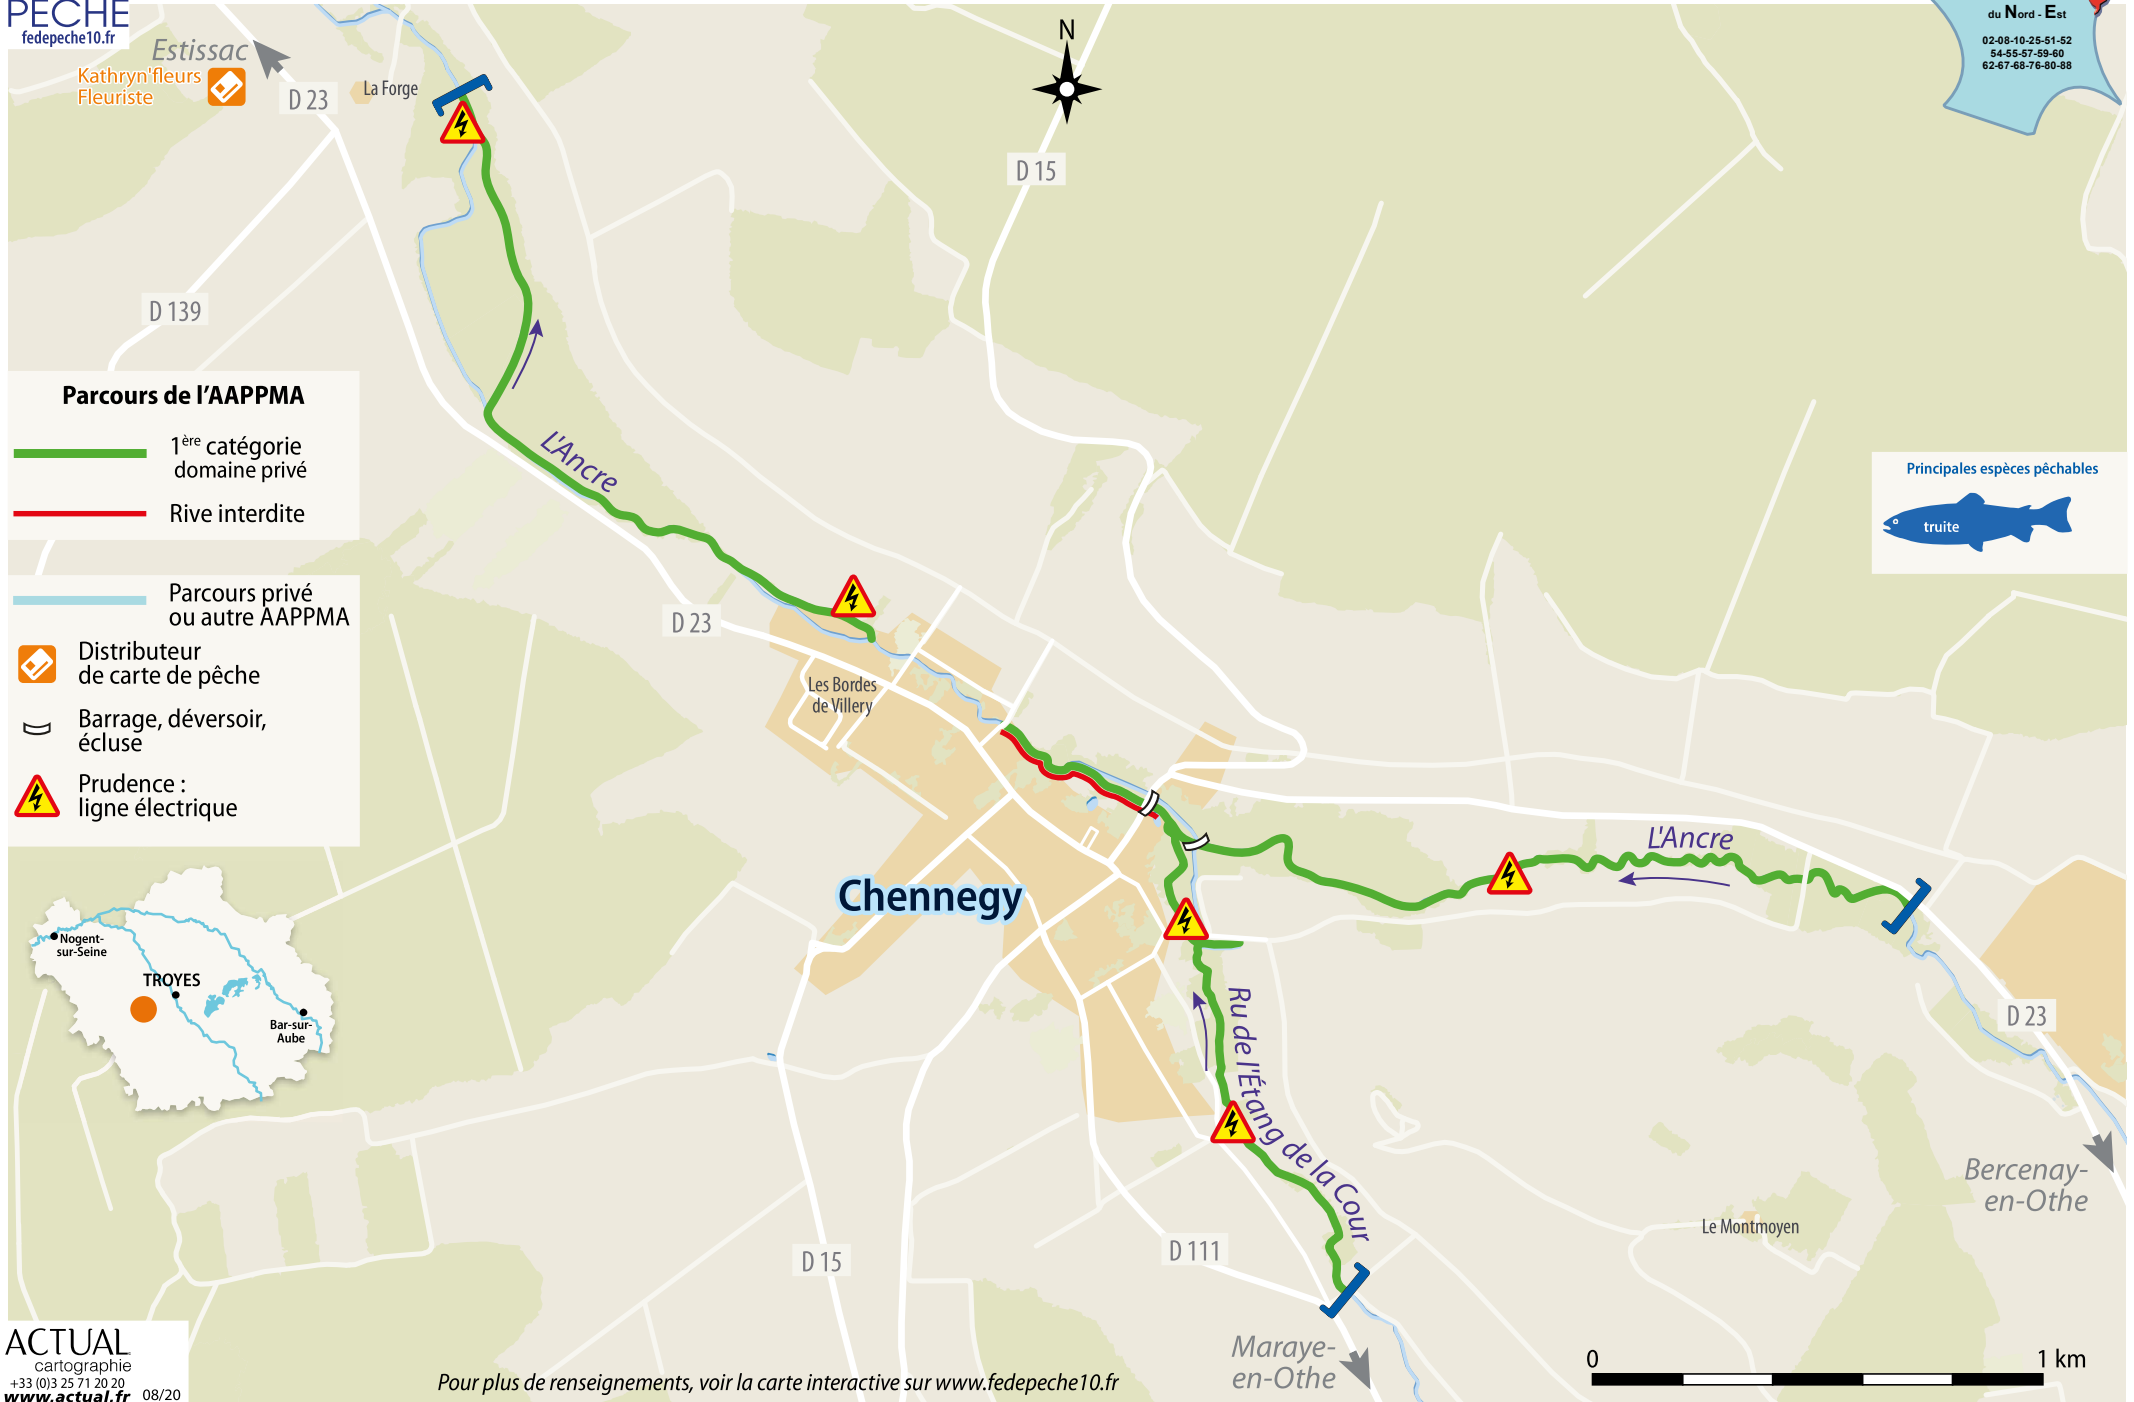 PECHE
fedepeche10.fr
Estissac
Kathryn'fleurs
Fleuriste
D 23
La Forge
N
D 15
du Nord - Est
02-08-10-25-51-52
54-55-57-59-60
62-67-68-76-80-88
D 139
Parcours de l'AAPPMA
1ère catégorie
domaine privé
Rive interdite
Parcours privé
ou autre AAPPMA
Distributeur
de carte de pêche
Barrage, déversoir,
écluse
Prudence :
ligne électrique
L'Ancre
Principales espèces pêchables
truite
D 23
Les Bordes
de Villery
Chennegy
L'Ancre
Nogent-
sur-Seine
TROYES
Bar-sur-
Aube
Ru de l'Étang de la Cour
D 23
Bercenay-
en-Othe
Le Montmoyen
D 15
D 111
Maraye-
en-Othe
0 1 km
ACTUAL
cartographie
+33 (0)3 25 71 20 20
www.actual.fr 08/20
Pour plus de renseignements, voir la carte interactive sur www.fedepeche10.fr